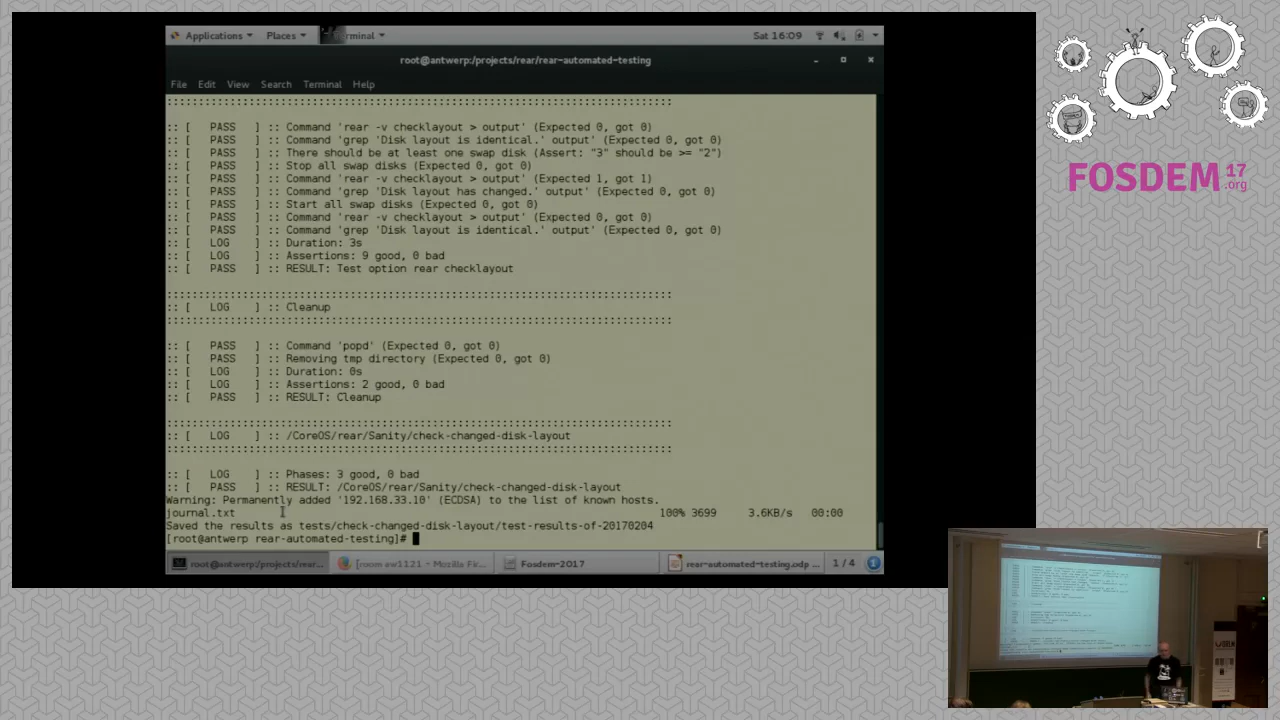 Applications Places Terminal Sat 16:09
root@antwerp:/projects/rear/rear-automated-testing
File Edit View Search Terminal Help
::::::::::::::::::::::::::::::::::::::::::::::::::::::::::::::::::::::::::::::::
:: [ PASS ] :: Command 'rear -v checklayout > output' (Expected 0, got 0)
:: [ PASS ] :: Command 'grep 'Disk layout is identical.' output' (Expected 0, got 0)
:: [ PASS ] :: There should be at least one swap disk (Assert: "3" should be >= "2")
:: [ PASS ] :: Stop all swap disks (Expected 0, got 0)
:: [ PASS ] :: Command 'rear -v checklayout > output' (Expected 1, got 1)
:: [ PASS ] :: Command 'grep 'Disk layout has changed.' output' (Expected 0, got 0)
:: [ PASS ] :: Start all swap disks (Expected 0, got 0)
:: [ PASS ] :: Command 'rear -v checklayout > output' (Expected 0, got 0)
:: [ PASS ] :: Command 'grep 'Disk layout is identical.' output' (Expected 0, got 0)
:: [ LOG ] :: Duration: 3s
:: [ LOG ] :: Assertions: 9 good, 0 bad
:: [ PASS ] :: RESULT: Test option rear checklayout
::::::::::::::::::::::::::::::::::::::::::::::::::::::::::::::::::::::::::::::::
:: [ LOG ] :: Cleanup
::::::::::::::::::::::::::::::::::::::::::::::::::::::::::::::::::::::::::::::::
:: [ PASS ] :: Command 'popd' (Expected 0, got 0)
:: [ PASS ] :: Removing tmp directory (Expected 0, got 0)
:: [ LOG ] :: Duration: 0s
:: [ LOG ] :: Assertions: 2 good, 0 bad
:: [ PASS ] :: RESULT: Cleanup
::::::::::::::::::::::::::::::::::::::::::::::::::::::::::::::::::::::::::::::::
:: [ LOG ] :: /CoreOS/rear/Sanity/check-changed-disk-layout
::::::::::::::::::::::::::::::::::::::::::::::::::::::::::::::::::::::::::::::::
:: [ LOG ] :: Phases: 3 good, 0 bad
:: [ PASS ] :: RESULT: /CoreOS/rear/Sanity/check-changed-disk-layout
Warning: Permanently added '192.168.33.10' (ECDSA) to the list of known hosts.
journal.txt 100% 3699 3.6KB/s 00:00
Saved the results as tests/check-changed-disk-layout/test-results-of-20170204
[root@antwerp rear-automated-testing]#
root@antwerp:/projects/rear... [room aw1121 - Mozilla Fir... Fosdem-2017 rear-automated-testing.odp ... 1 / 4
FOSDEM 17
.org